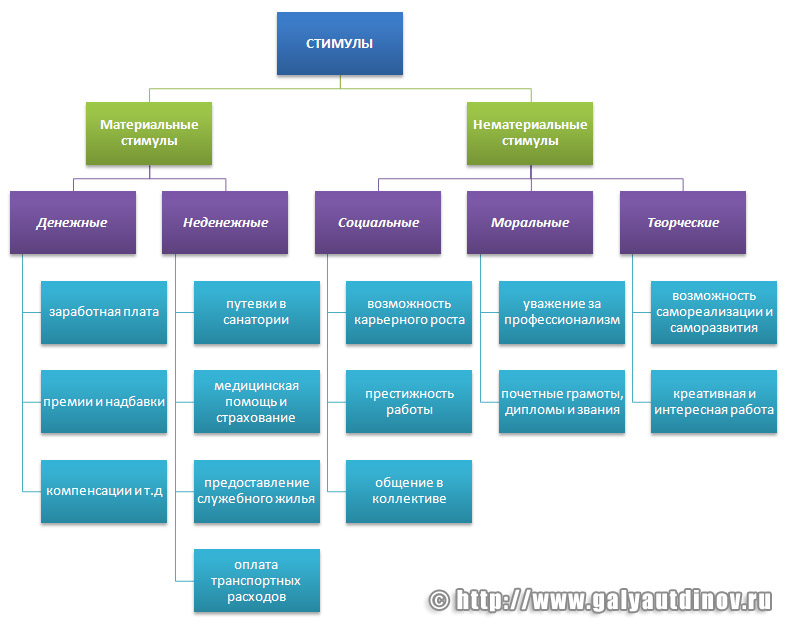 СТИМУЛЫ
Материальные
стимулы
Нематериальные
стимулы
Денежные
Неденежные
Социальные
Моральные
Творческие
заработная плата
премии и надбавки
компенсации и т.д
путевки в
санатории
медицинская
помощь и
страхование
предоставление
служебного жилья
оплата
транспортных
расходов
возможность
карьерного роста
престижность
работы
общение в
коллективе
уважение за
профессионализм
почетные грамоты,
дипломы и звания
возможность
самореализации и
саморазвития
креативная и
интересная работа
© http://www.galyautdinov.ru